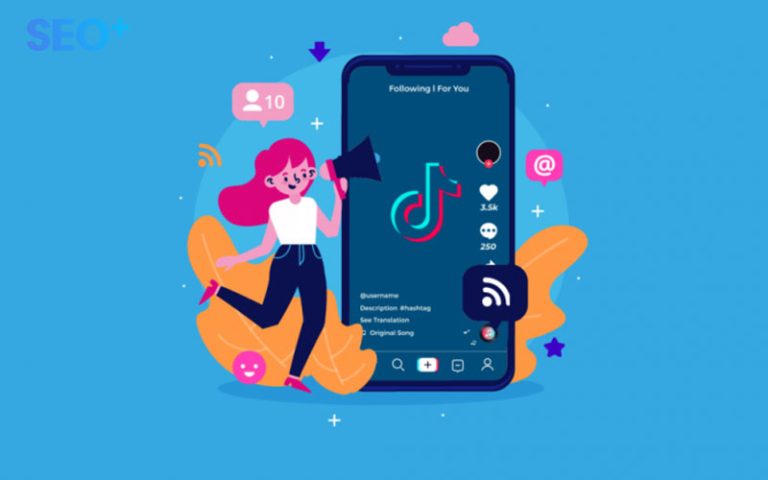 SEO+
Following | For You
10
@
3.5k
250
@username
Description #hashtag
See Translation
Original Song